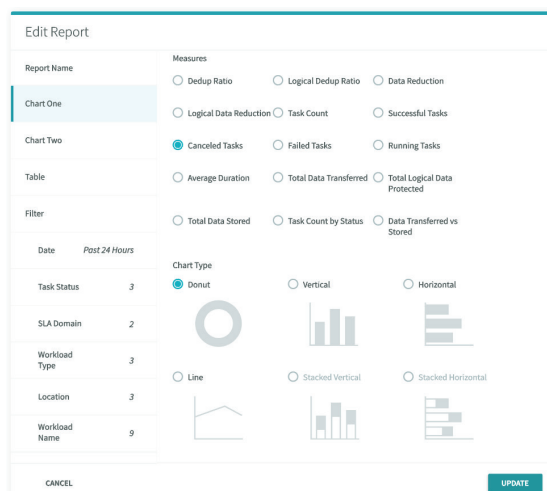 Edit Report
Report Name
Chart One
Chart Two
Table
Filter
Date Past 24 Hours
Task Status 3
SLA Domain 2
Workload
Type 3
Location 3
Workload
Name 9
Measures
Dedup Ratio Logical Dedup Ratio Data Reduction
Logical Data Reduction Task Count Successful Tasks
Canceled Tasks Failed Tasks Running Tasks
Average Duration Total Data Transferred Total Logical Data
Protected
Total Data Stored Task Count by Status Data Transferred vs
Stored
Chart Type
Donut Vertical Horizontal
Line Stacked Vertical Stacked Horizontal
CANCEL UPDATE